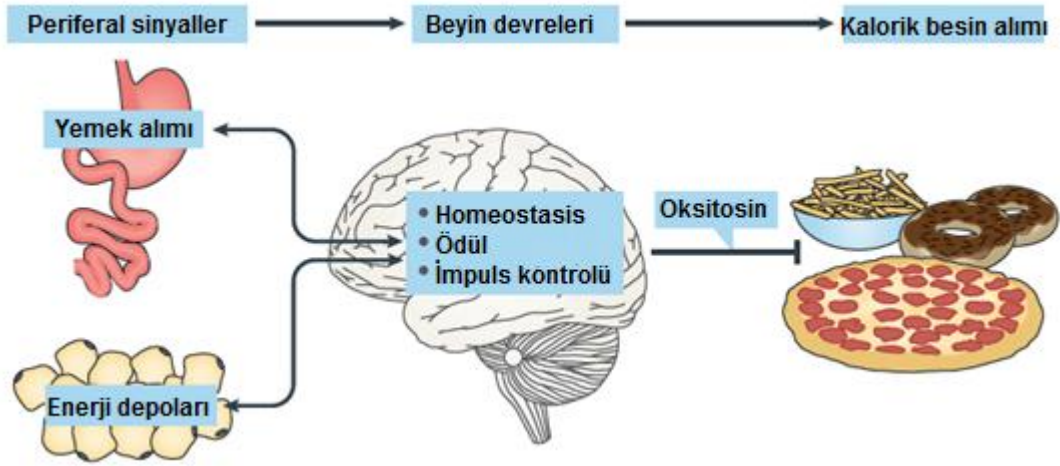 Periferal sinyaller
Beyin devreleri
Kalorik besin alımı
Yemek alımı
• Homeostasis
• Ödül
• İmpuls kontrolü
Oksitosin
Enerji depoları